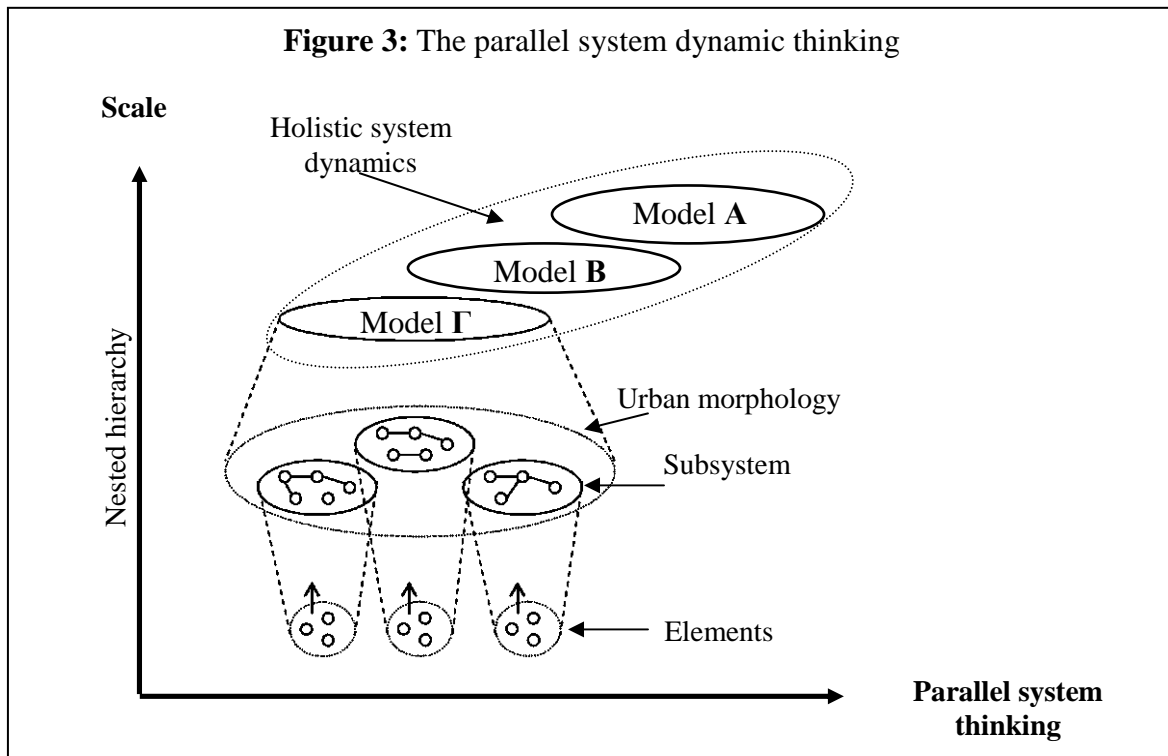 Figure 3: The parallel system dynamic thinking
Scale
Holistic system
dynamics
Model A
Model B
Model Γ
Nested hierarchy
Urban morphology
Subsystem
Elements
Parallel system
thinking